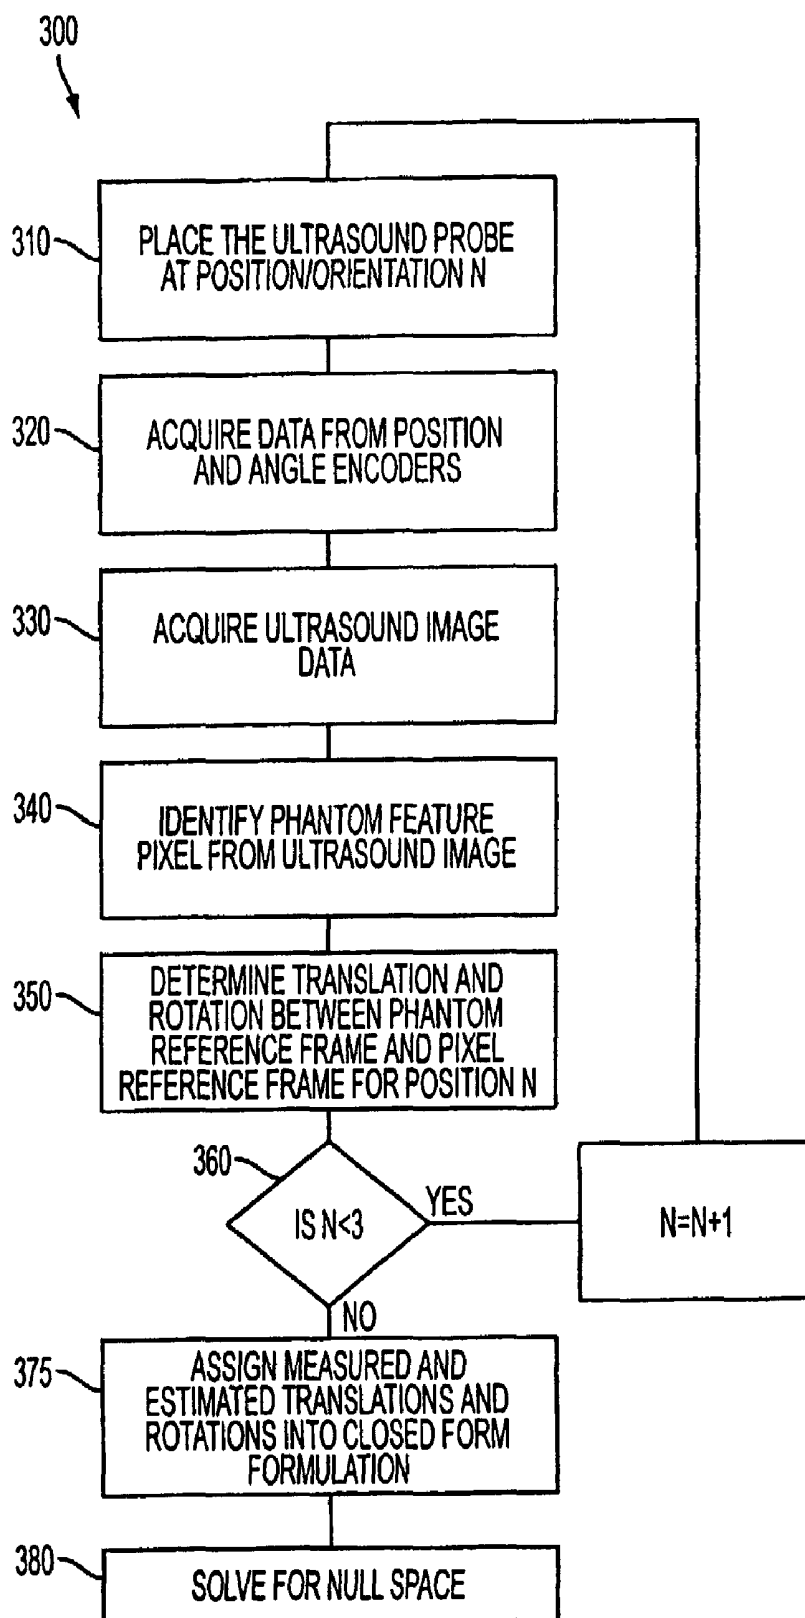 300
310
PLACE THE ULTRASOUND PROBE
AT POSITION/ORIENTATION N
320
ACQUIRE DATA FROM POSITION
AND ANGLE ENCODERS
330
ACQUIRE ULTRASOUND IMAGE
DATA
340
IDENTIFY PHANTOM FEATURE
PIXEL FROM ULTRASOUND IMAGE
350
DETERMINE TRANSLATION AND
ROTATION BETWEEN PHANTOM
REFERENCE FRAME AND PIXEL
REFERENCE FRAME FOR POSITION N
360
IS N<3
YES
N=N+1
NO
375
ASSIGN MEASURED AND
ESTIMATED TRANSLATIONS AND
ROTATIONS INTO CLOSED FORM
FORMULATION
380
SOLVE FOR NULL SPACE